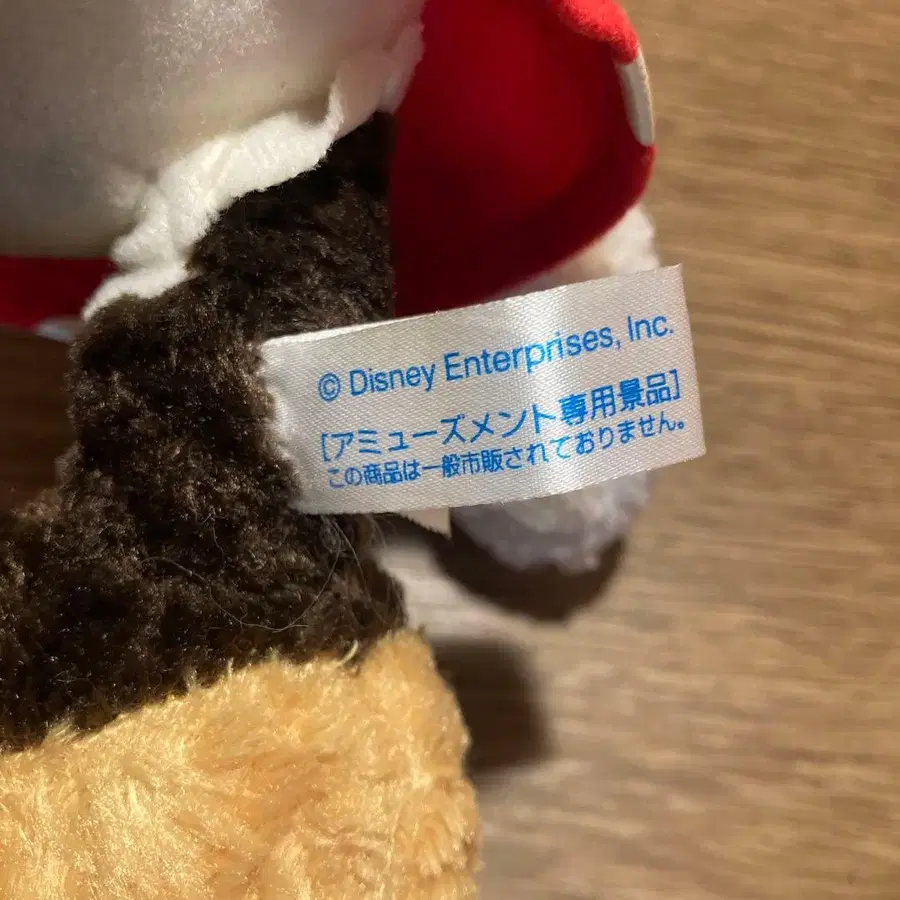 © Disney Enterprises, Inc.
[アミューズメント専用景品]
この商品は一般市販されておりません。